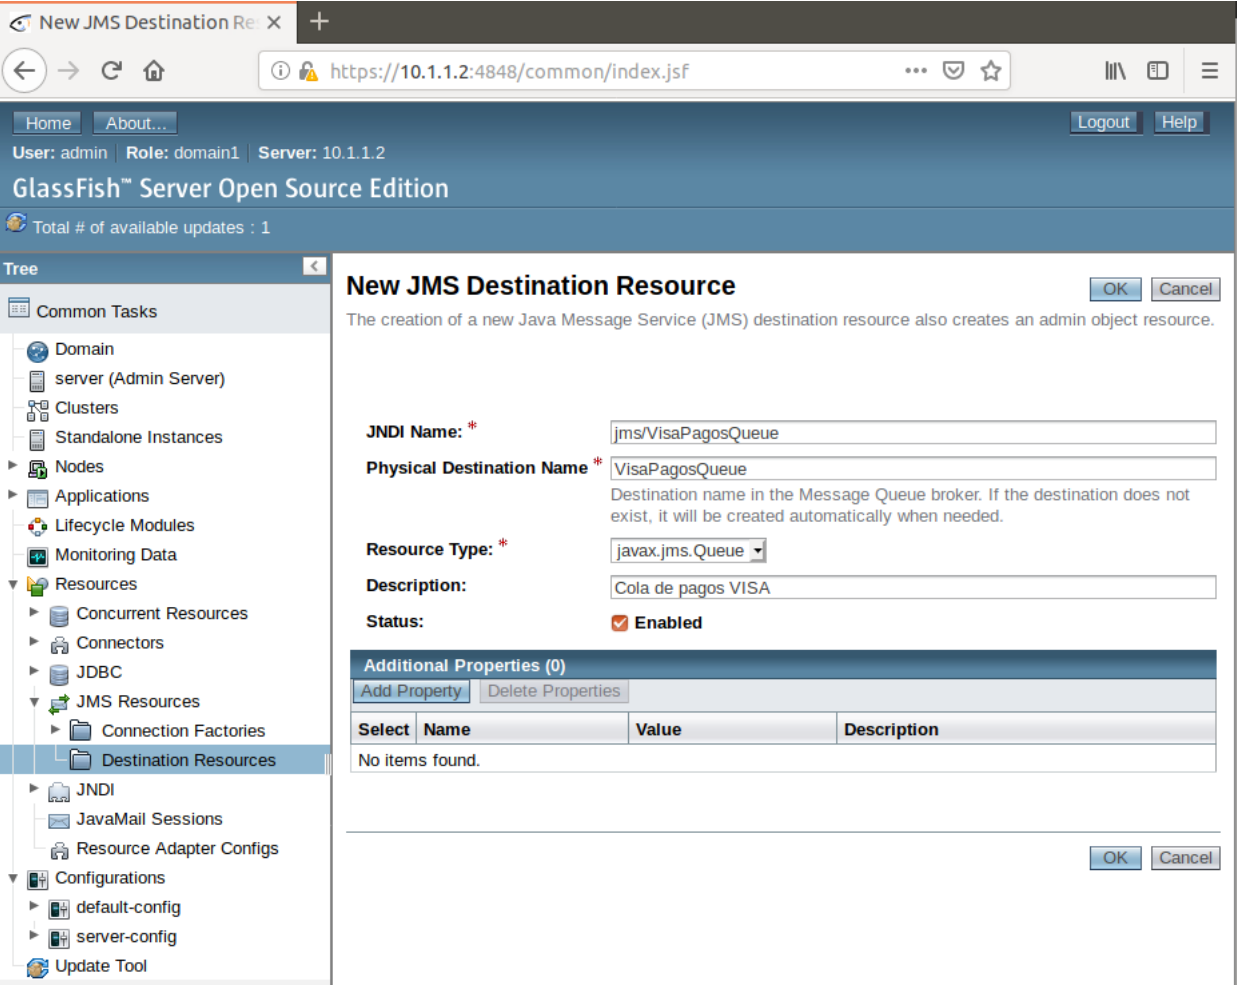 New JMS Destination Re
https://10.1.1.2:4848/common/index.jsf
Home About...
Logout Help
User: admin Role: domain1 Server: 10.1.1.2
GlassFish™ Server Open Source Edition
Total # of available updates : 1
Tree
Common Tasks
Domain
server (Admin Server)
Clusters
Standalone Instances
Nodes
Applications
Lifecycle Modules
Monitoring Data
Resources
Concurrent Resources
Connectors
JDBC
JMS Resources
Connection Factories
Destination Resources
JNDI
JavaMail Sessions
Resource Adapter Configs
Configurations
default-config
server-config
Update Tool
New JMS Destination Resource
OK Cancel
The creation of a new Java Message Service (JMS) destination resource also creates an admin object resource.
JNDI Name: * jms/VisaPagosQueue
Physical Destination Name * VisaPagosQueue
Destination name in the Message Queue broker. If the destination does not
exist, it will be created automatically when needed.
Resource Type: * javax.jms.Queue
Description: Cola de pagos VISA
Status: Enabled
Additional Properties (0)
Add Property Delete Properties
Select Name Value Description
No items found.
OK Cancel